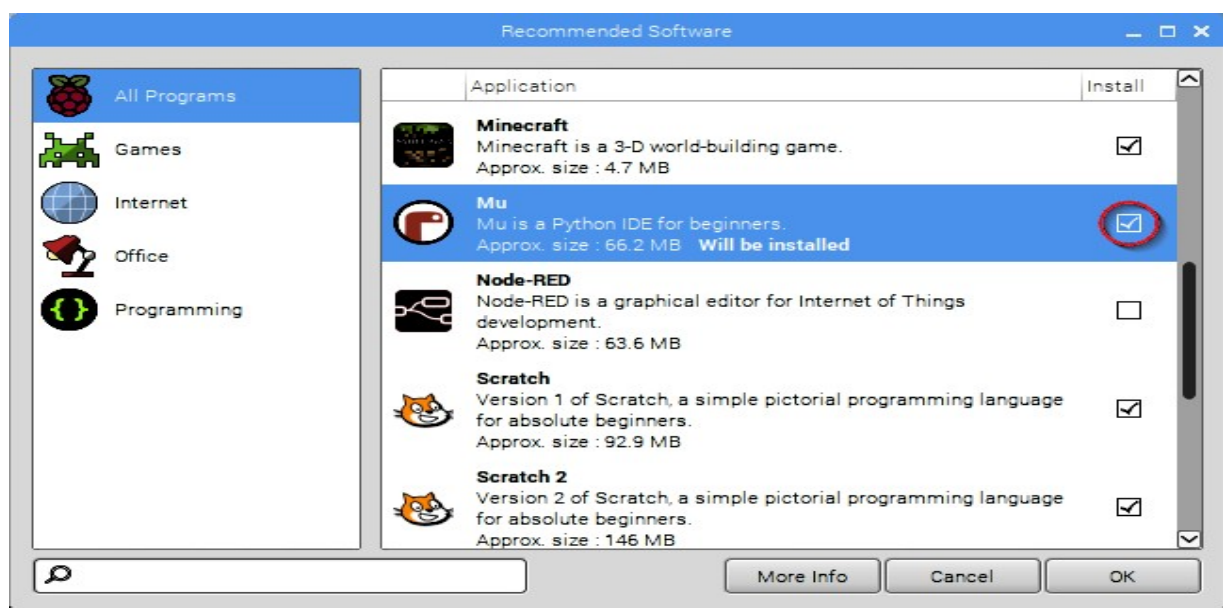 Recommended Software
All Programs
Games
Internet
Office
Programming
Application Install
Minecraft
Minecraft is a 3-D world-building game.
Approx. size : 4.7 MB
Mu
Mu is a Python IDE for beginners.
Approx. size : 66.2 MB Will be installed
Node-RED
Node-RED is a graphical editor for Internet of Things
development.
Approx. size : 63.6 MB
Scratch
Version 1 of Scratch, a simple pictorial programming language
for absolute beginners.
Approx. size : 92.9 MB
Scratch 2
Version 2 of Scratch, a simple pictorial programming language
for absolute beginners.
Approx. size : 146 MB
More Info Cancel OK